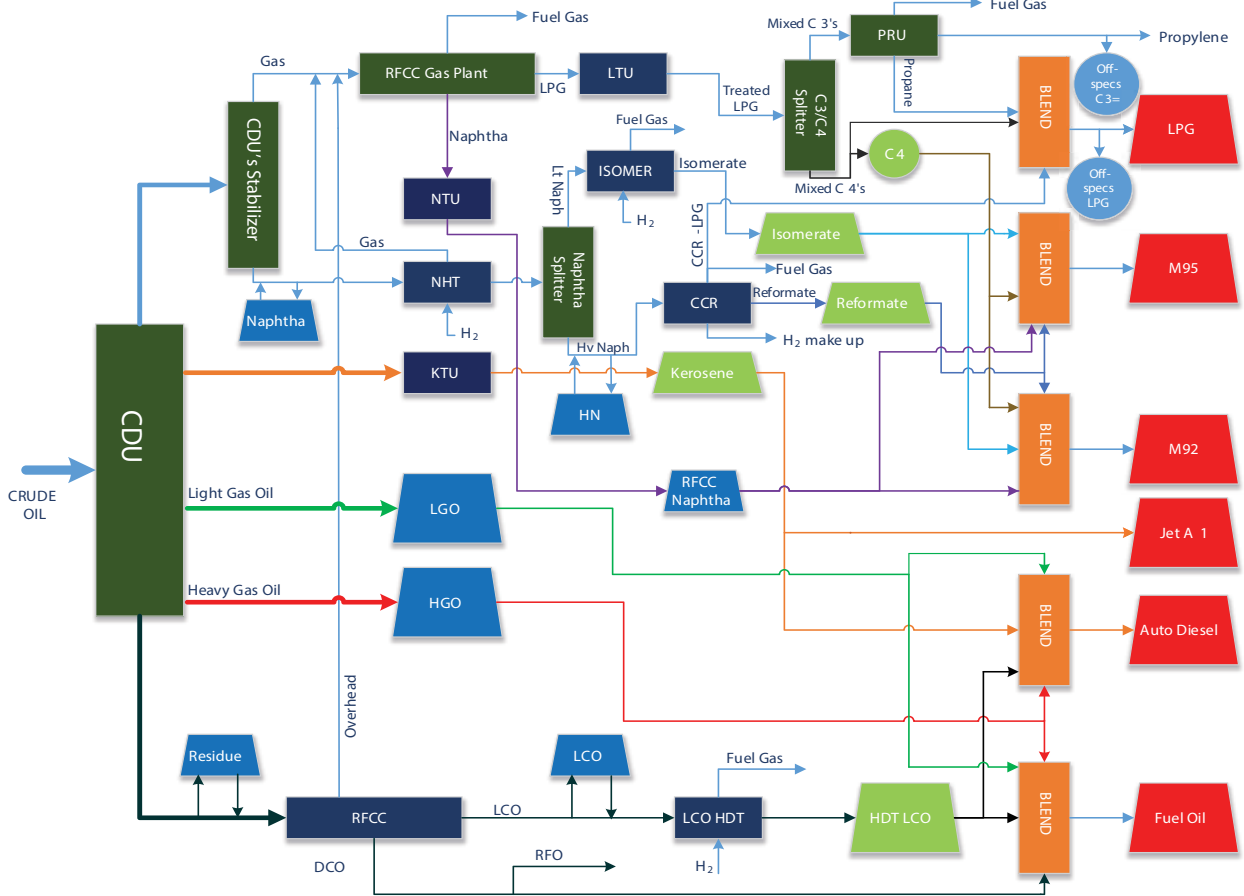 Fuel Gas
Fuel Gas
Mixed C 3's
PRU
Propylene
Gas
RFCC Gas Plant
LPG
LTU
Treated
LPG
C 3/C 4
Splitter
Propane
Off-
specs
C 3=
BLEND
LPG
CDU's Stabilizer
Naphtha
Fuel Gas
ISOMER
Isomerate
C 4
Mixed C 4's
Off-
specs
LPG
NTU
Lt Naph
H2
CCR - LPG
Isomerate
BLEND
M95
Gas
NHT
Naphtha
Splitter
Fuel Gas
CCR
Reformate
Reformate
Naphtha
H2
Hv Naph
H2 make up
KTU
Kerosene
HN
CDU
BLEND
M92
CRUDE
OIL
Light Gas Oil
LGO
RFCC
Naphtha
Jet A 1
Heavy Gas Oil
HGO
BLEND
Auto Diesel
Overhead
Residue
LCO
Fuel Gas
RFCC
LCO
LCO HDT
HDT LCO
BLEND
Fuel Oil
DCO
RFO
H2